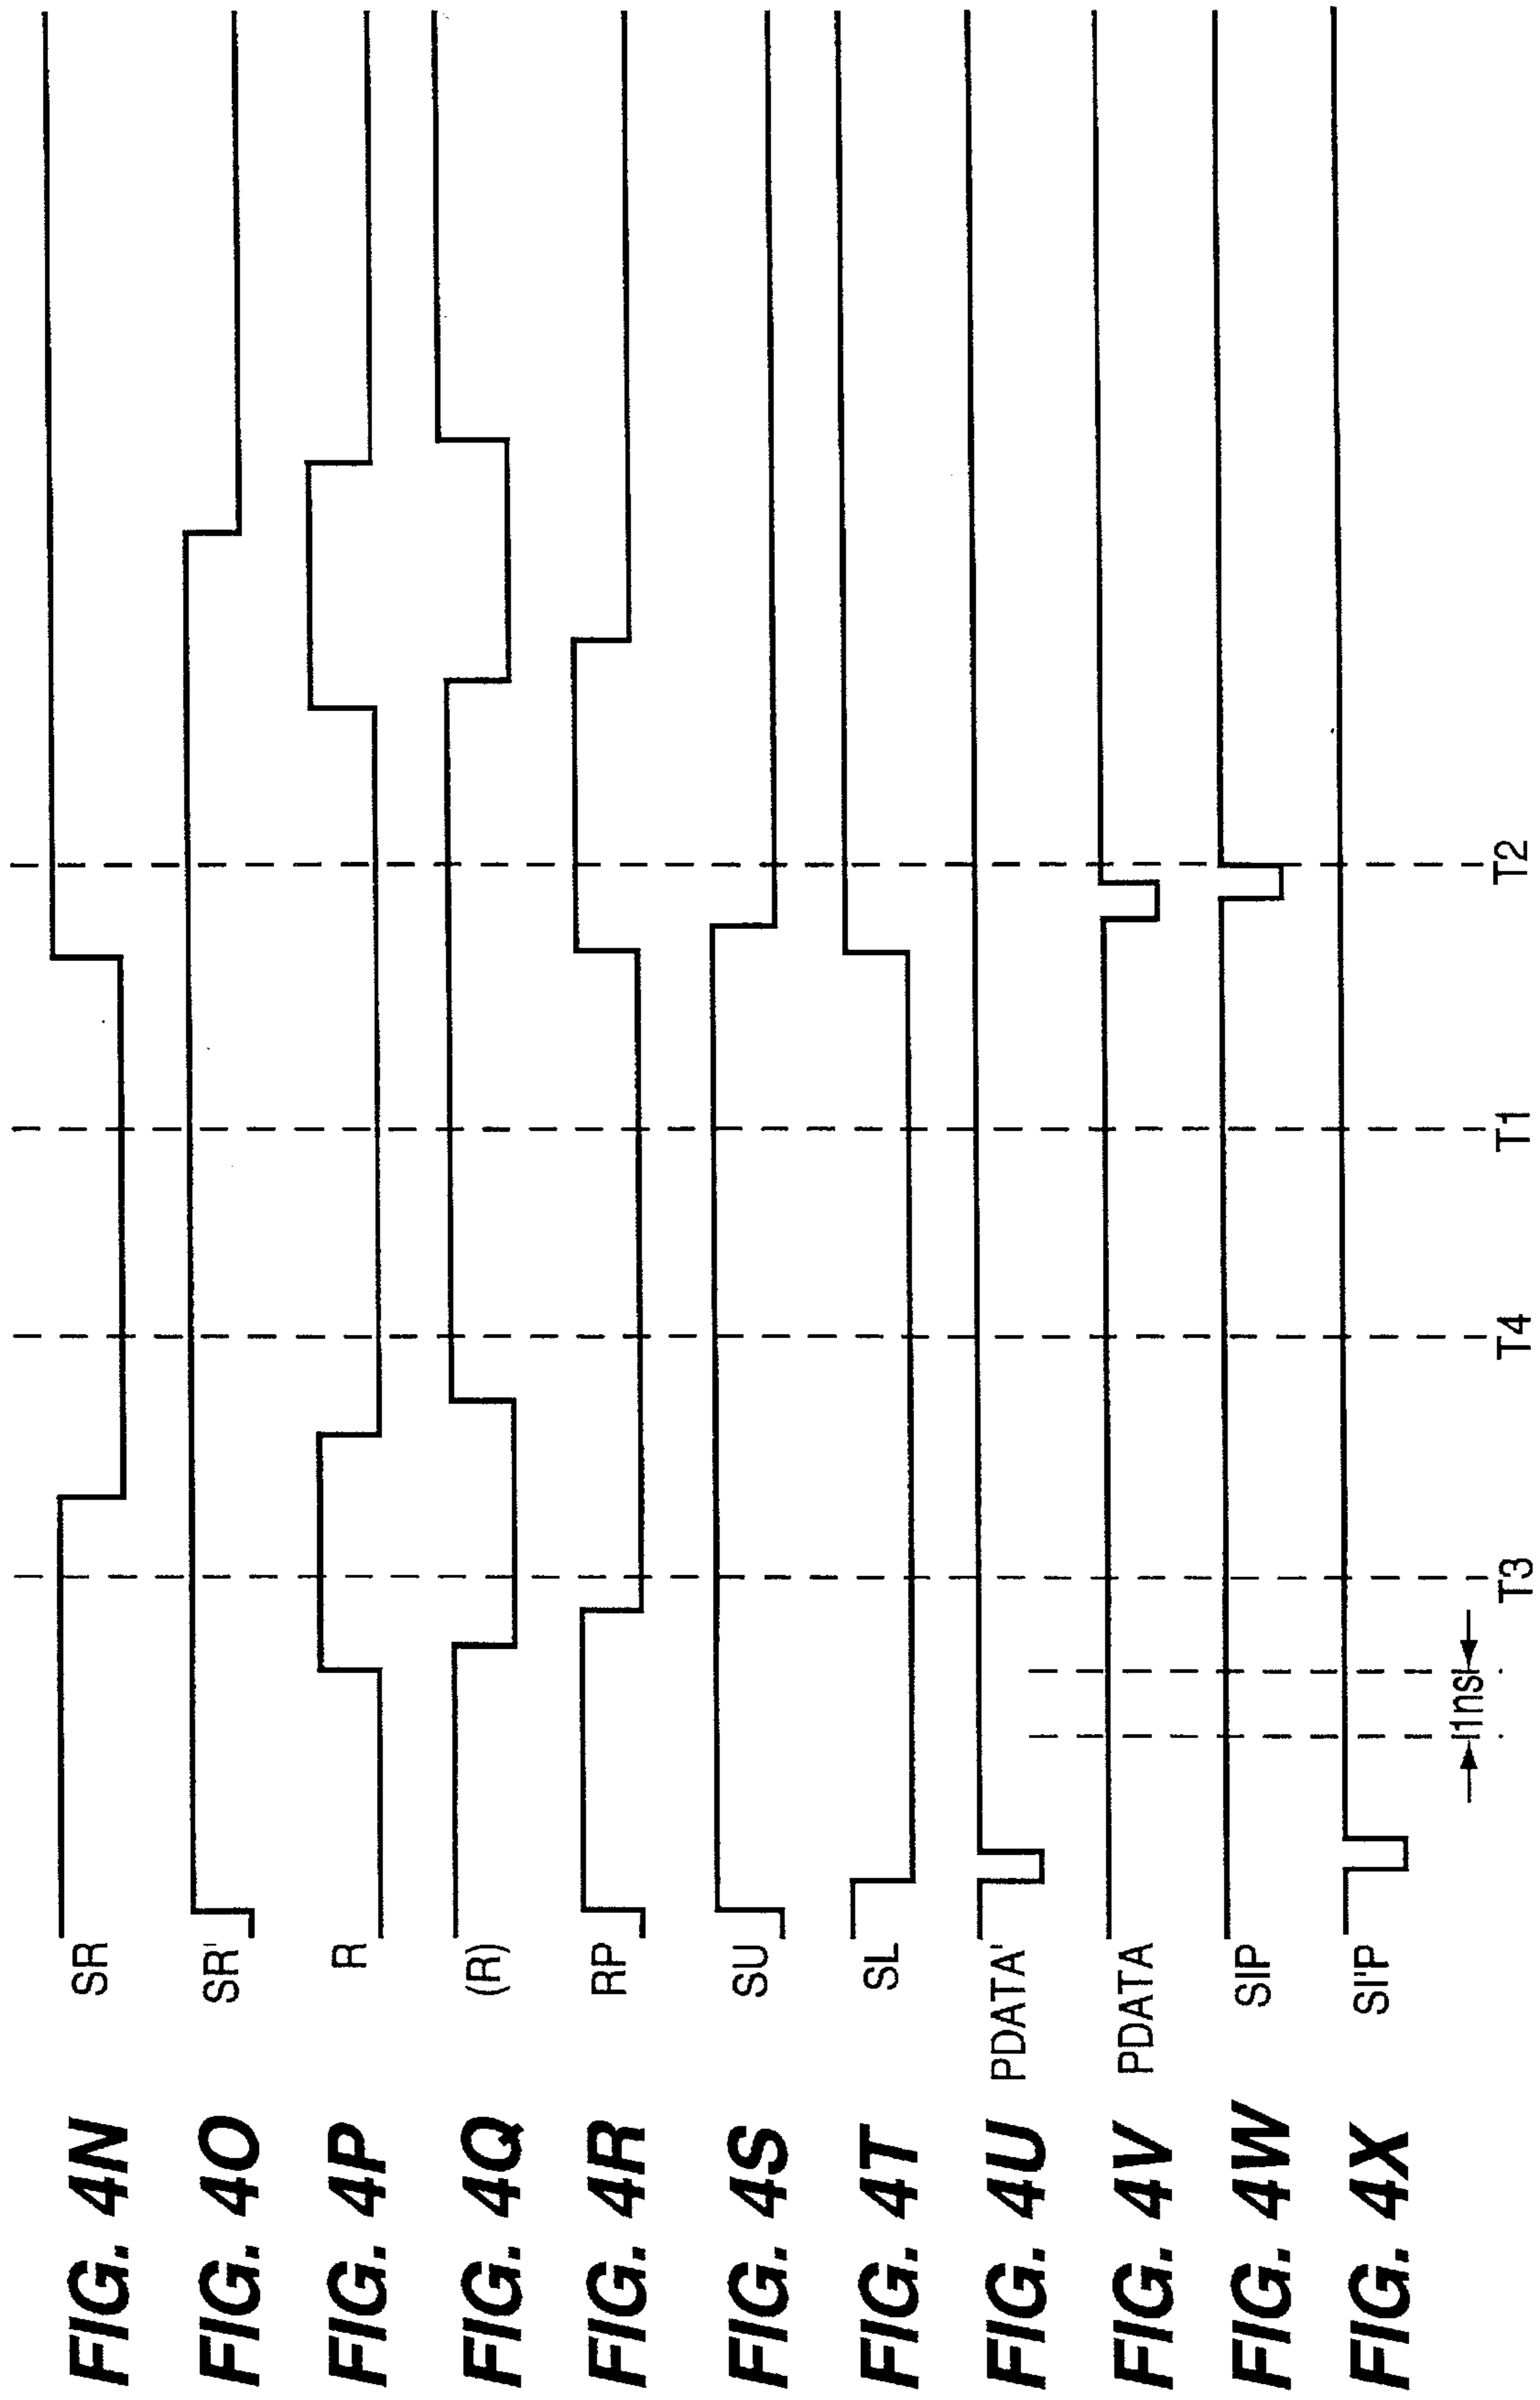 FIG. 4N SR
FIG. 4O SR'
FIG. 4P R
FIG. 4Q (R)
FIG. 4R RP
FIG. 4S SU
FIG. 4T SL
FIG. 4U PDATA'
FIG. 4V PDATA
FIG. 4W SIP
FIG. 4X SI'P
1ns
T3 T4 T1 T2